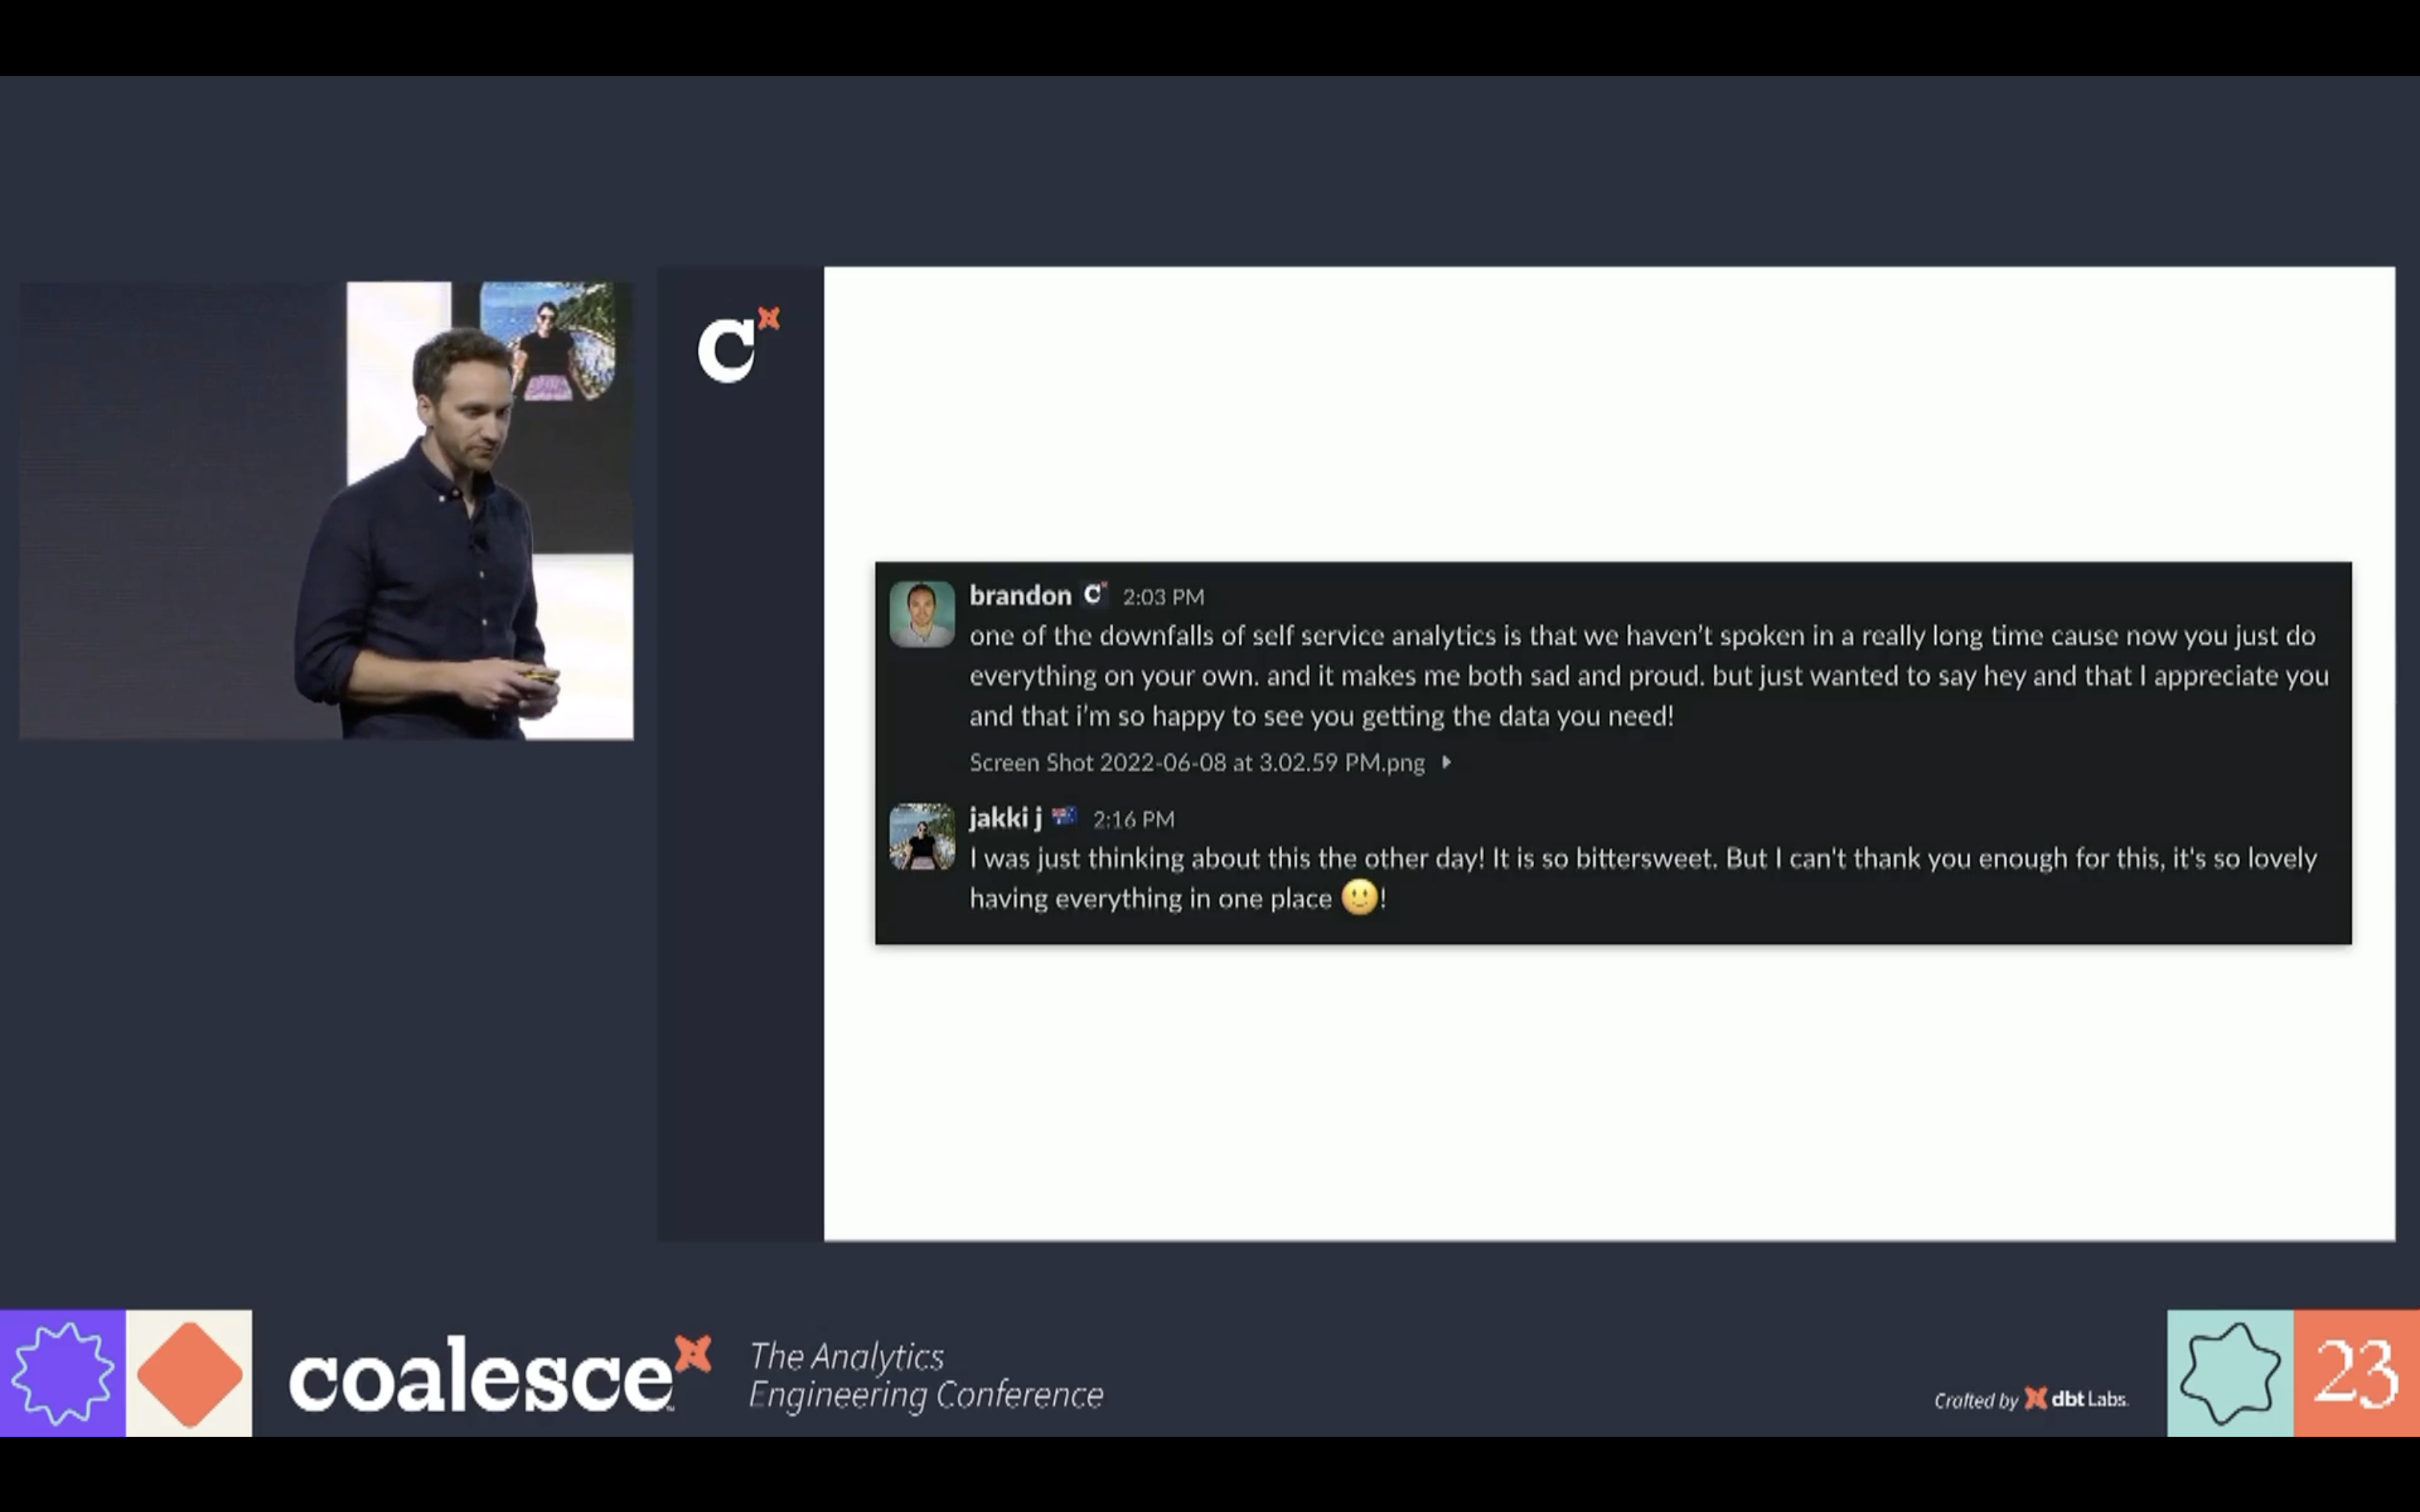 C
brandon C 2:03 PM
one of the downfalls of self service analytics is that we haven’t spoken in a really long time cause now you just do
everything on your own. and it makes me both sad and proud. but just wanted to say hey and that I appreciate you
and that i’m so happy to see you getting the data you need!
Screen Shot 2022-06-08 at 3.02.59 PM.png
jakki j 2:16 PM
I was just thinking about this the other day! It is so bittersweet. But I can't thank you enough for this, it's so lovely
having everything in one place 🙂!
coalesce
The Analytics
Engineering Conference
Crafted by dbt Labs.
23